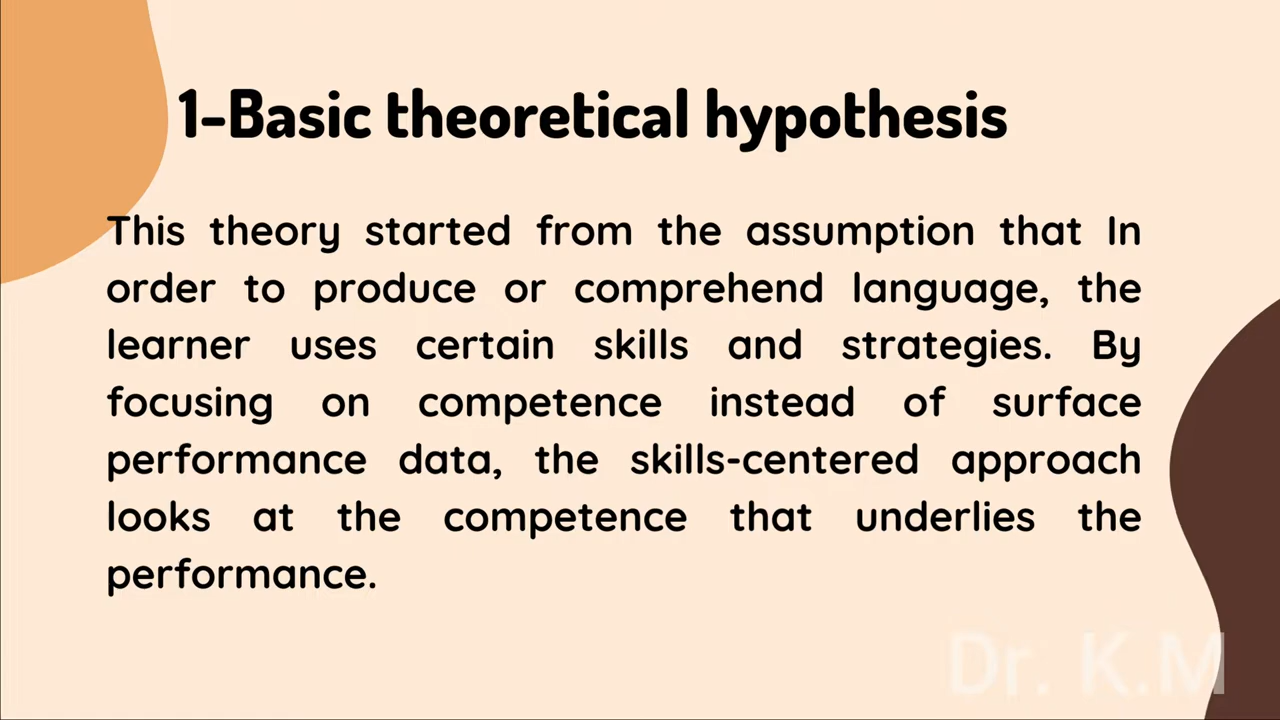 1-Basic theoretical hypothesis
This theory started from the assumption that In
order to produce or comprehend language, the
learner uses certain skills and strategies. By
focusing on competence instead of surface
performance data, the skills-centered approach
looks at the competence that underlies the
performance.
Dr. K.M